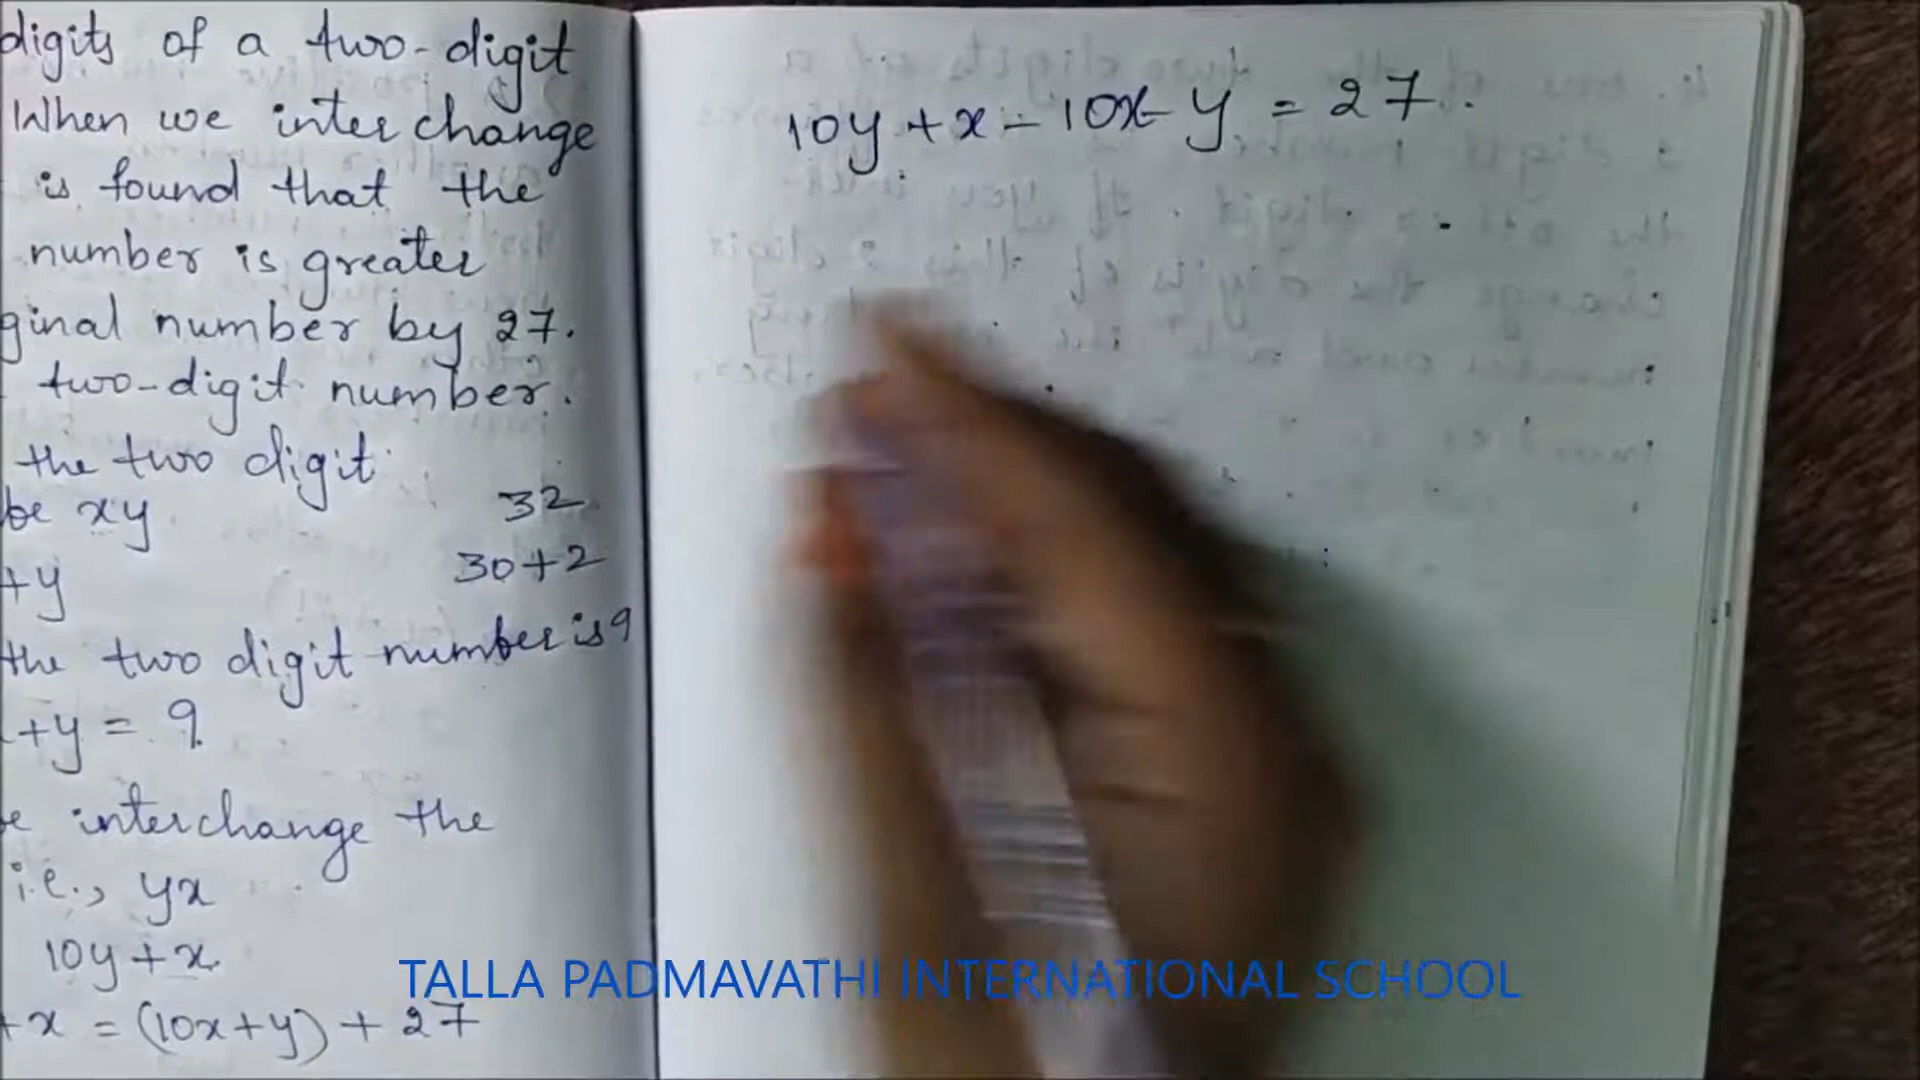 digits of a two-digit
When we interchange
is found that the
number is greater
ginal number by 27.
two-digit number.
the two digit
be xy
32
+y
30+2
the two digit number is 9
+y = 9
e interchange the
i.e., yx
10y+x
+x = (10x+y) + 27
10y + x - 10x - y = 27.
TALLA PADMAVATHI INTERNATIONAL SCHOOL